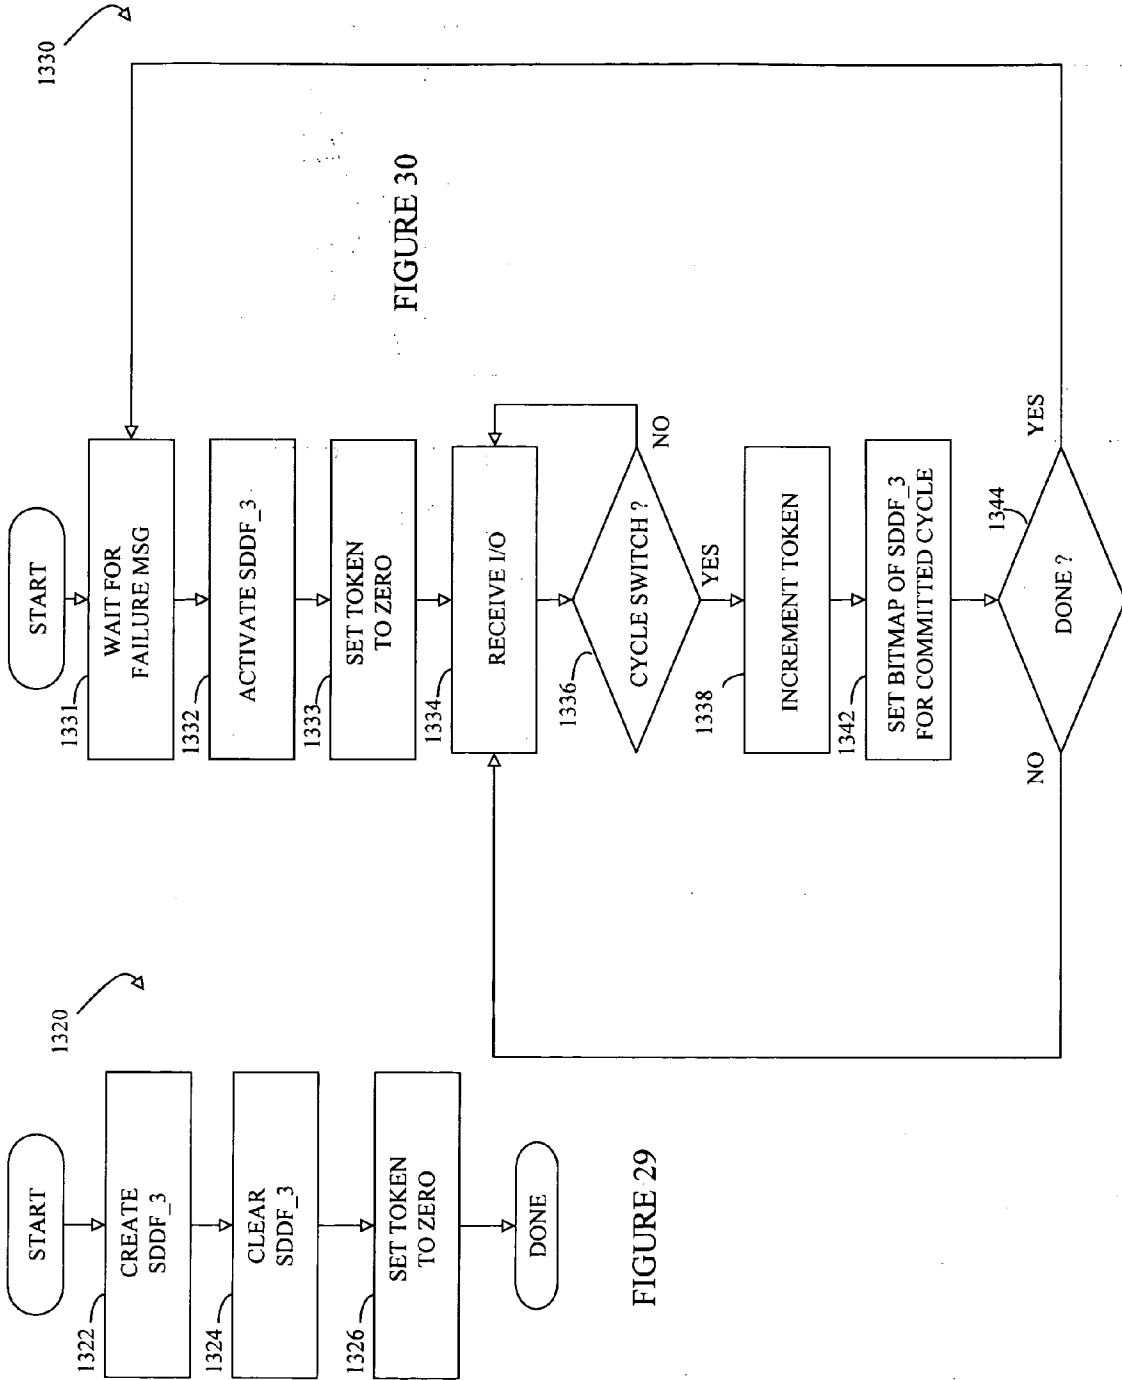 1320
START
1322
CREATE
SDDF_3
1324
CLEAR
SDDF_3
1326
SET TOKEN
TO ZERO
DONE
FIGURE 29
1330
START
1331
WAIT FOR
FAILURE MSG
1332
ACTIVATE SDDF_3
1333
SET TOKEN
TO ZERO
1334
RECEIVE I/O
1336
CYCLE SWITCH ?
NO
YES
1338
INCREMENT TOKEN
1342
SET BITMAP OF SDDF_3
FOR COMMITTED CYCLE
1344
DONE ?
NO
YES
FIGURE 30